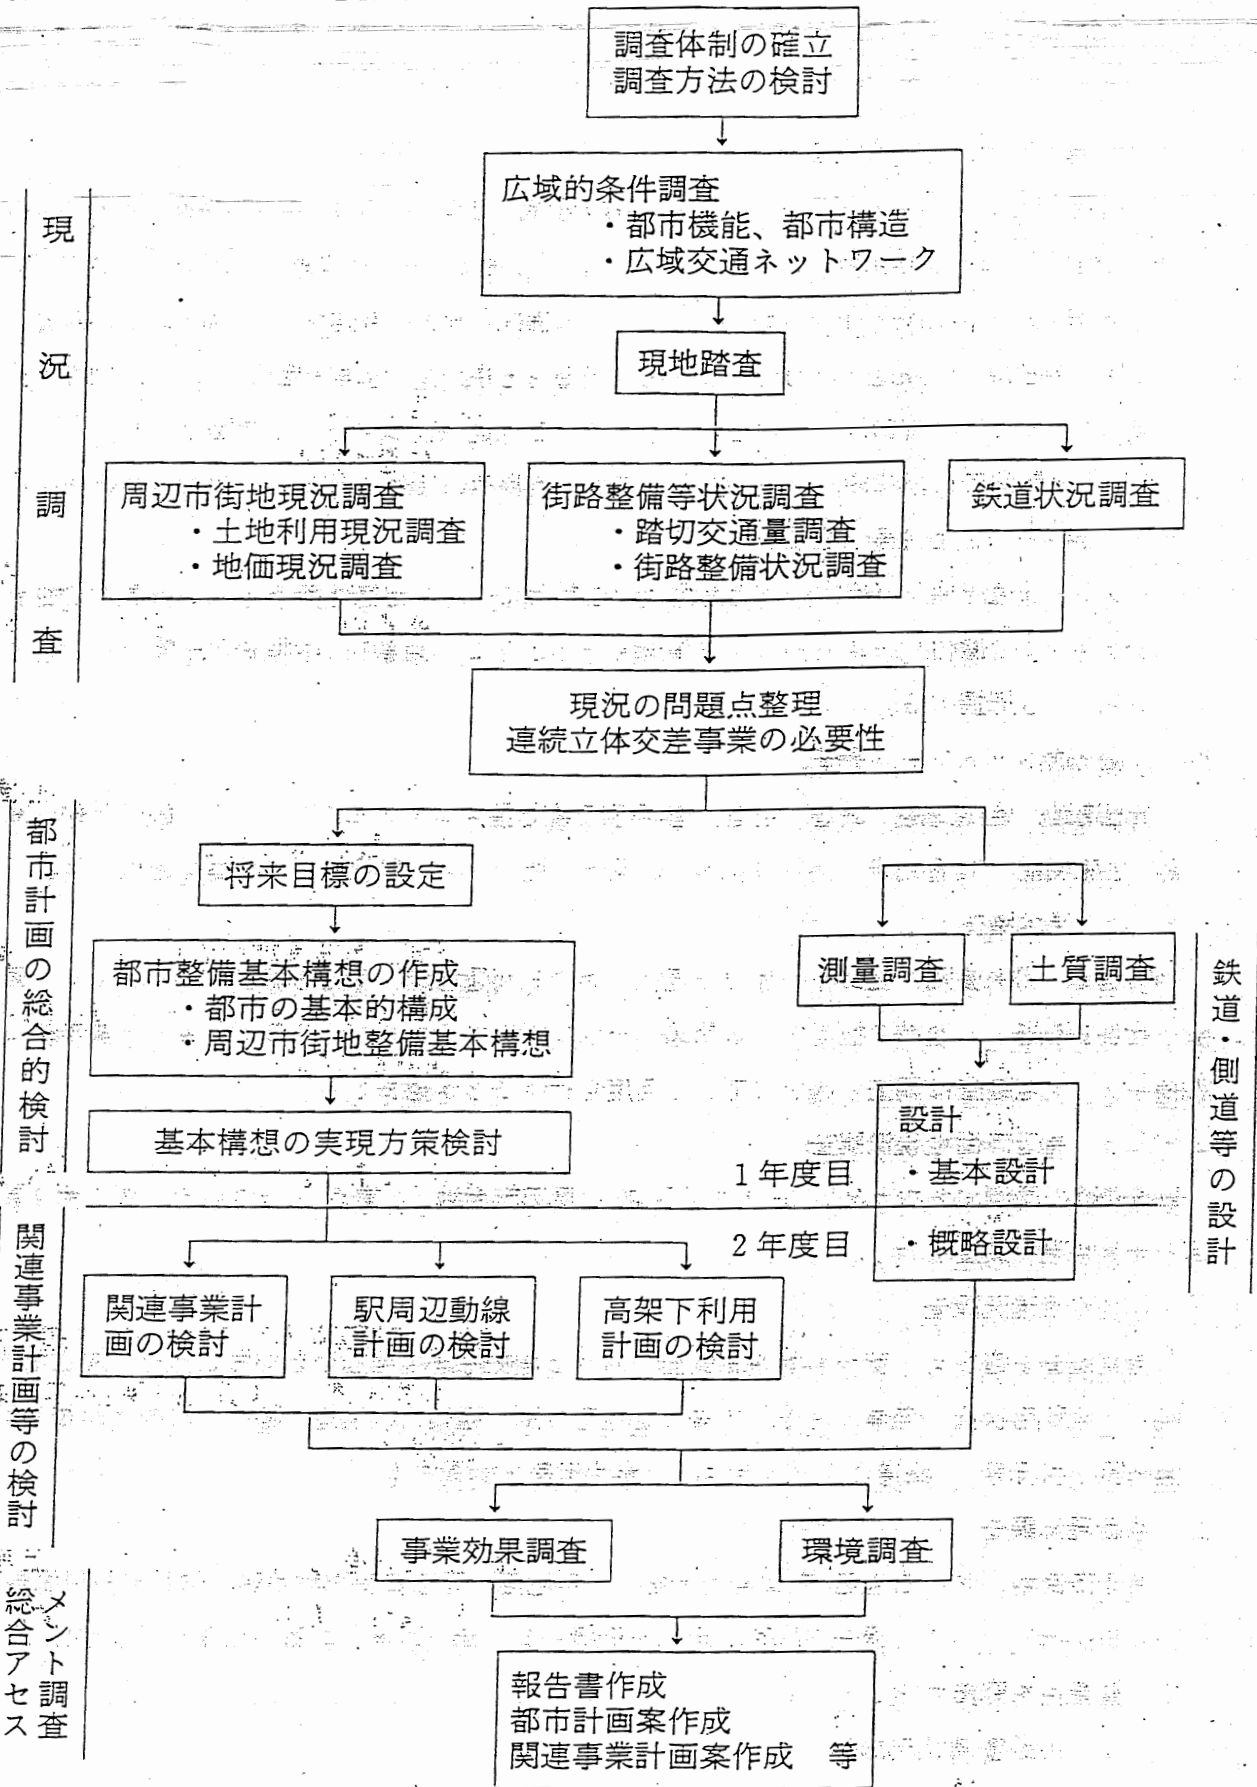 調査体制の確立
調査方法の検討
広域的条件調査
・都市機能、都市構造
・広域交通ネットワーク
現地踏査
現況調査
周辺市街地現況調査
・土地利用現況調査
・地価現況調査
街路整備等状況調査
・踏切交通量調査
・街路整備状況調査
鉄道状況調査
現況の問題点整理
連続立体交差事業の必要性
都市計画の総合的検討
将来目標の設定
都市整備基本構想の作成
・都市の基本的構成
・周辺市街地整備基本構想
基本構想の実現方策検討
測量調査
土質調査
鉄道・側道等の設計
設計
・基本設計
・概略設計
1年度目
2年度目
関連事業計画等の検討
関連事業計
画の検討
駅周辺動線
計画の検討
高架下利用
計画の検討
事業効果調査
環境調査
総合アセス
メント調査
報告書作成
都市計画案作成
関連事業計画案作成 等